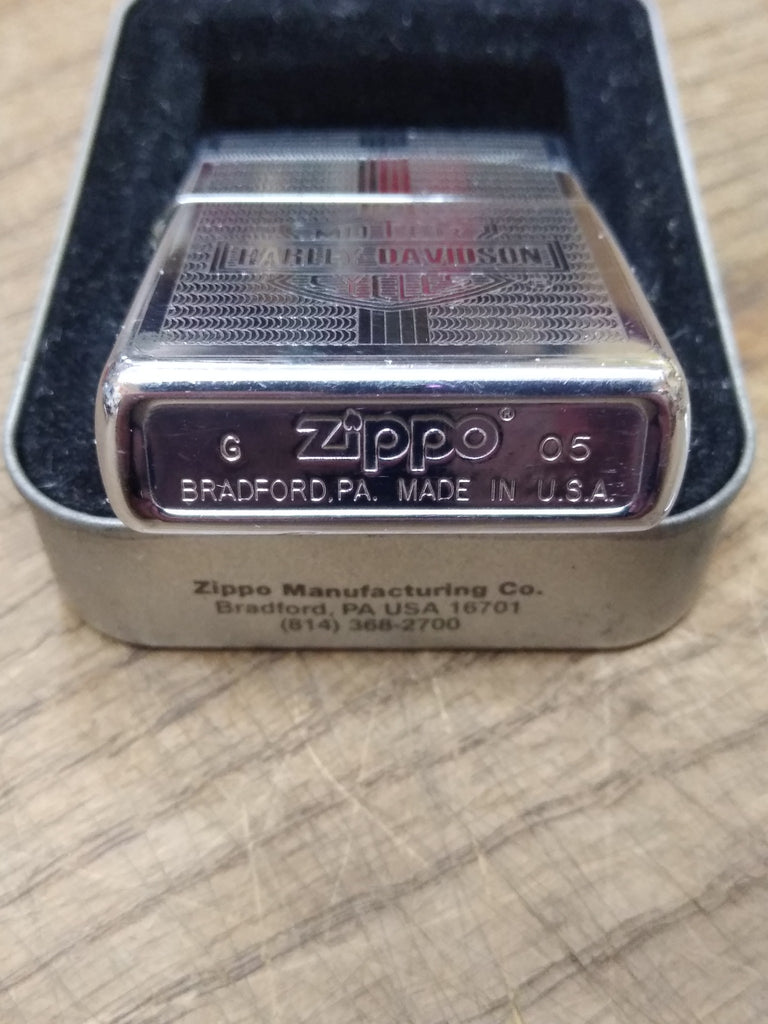 MOTOR
HARLEY-DAVIDSON
G zippo® 05
BRADFORD,PA. MADE IN U.S.A.
Zippo Manufacturing Co.
Bradford, PA USA 16701
(814) 368-2700